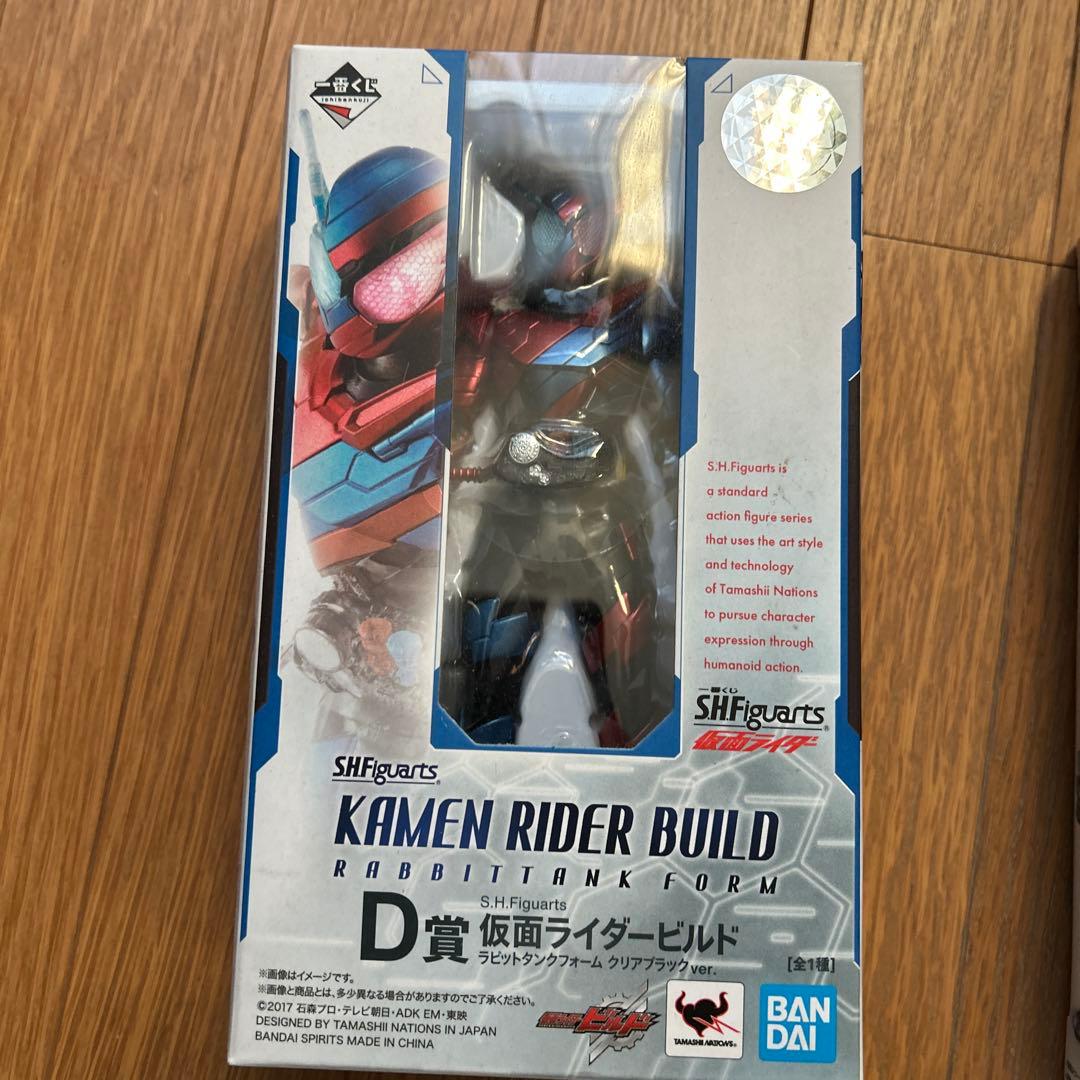 一番くじ
ichibankuji
S.H.Figuarts is
a standard
action figure series
that uses the art style
and technology
of Tamashii Nations
to pursue character
expression through
humanoid action.
一番くじ
S.H.Figuarts
仮面ライダー
S.H.Figuarts
KAMEN RIDER BUILD
RABBITTANK FORM
S.H.Figuarts
D賞 仮面ライダービルド
ラビットタンクフォーム クリアブラックver. [全1種]
※画像はイメージです。
※画像と商品とは、多少異なる場合がありますのでご了承ください。
©2017 石森プロ・テレビ朝日・ADK EM・東映
DESIGNED BY TAMASHII NATIONS IN JAPAN
BANDAI SPIRITS MADE IN CHINA
仮面ライダービルド
TAMASHII NATIONS®
BAN
DAI